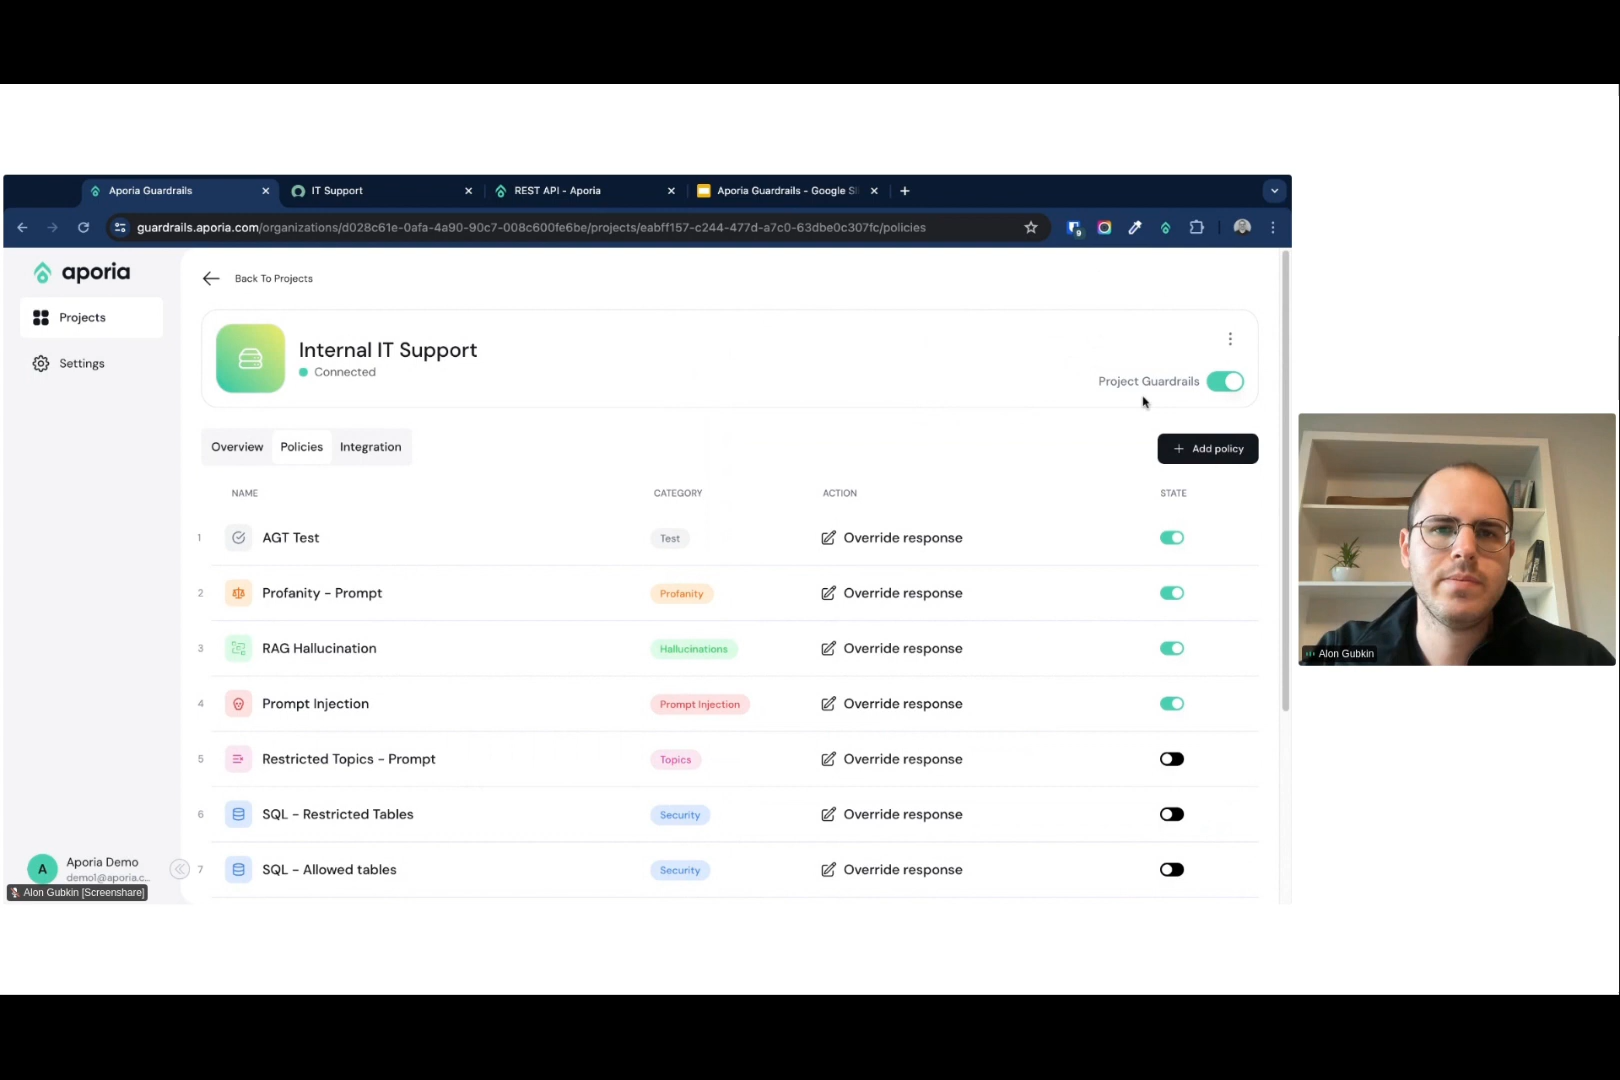 Aporia Guardrails
IT Support
REST API - Aporia
Aporia Guardrails - Google Sl
guardrails.aporia.com/organizations/d028c61e-0afa-4a90-90c7-008c600fe6be/projects/eabff157-c244-477d-a7c0-63dbe0c307fc/policies
9
aporia
Projects
Settings
Back To Projects
Internal IT Support
Connected
Project Guardrails
Overview
Policies
Integration
+ Add policy
NAME CATEGORY ACTION STATE
1 AGT Test Test Override response
2 Profanity - Prompt Profanity Override response
3 RAG Hallucination Hallucinations Override response
4 Prompt Injection Prompt Injection Override response
5 Restricted Topics - Prompt Topics Override response
6 SQL - Restricted Tables Security Override response
7 SQL - Allowed tables Security Override response
A
Aporia Demo
demo1@aporia.c...
Alon Gubkin [Screenshare]
Alon Gubkin